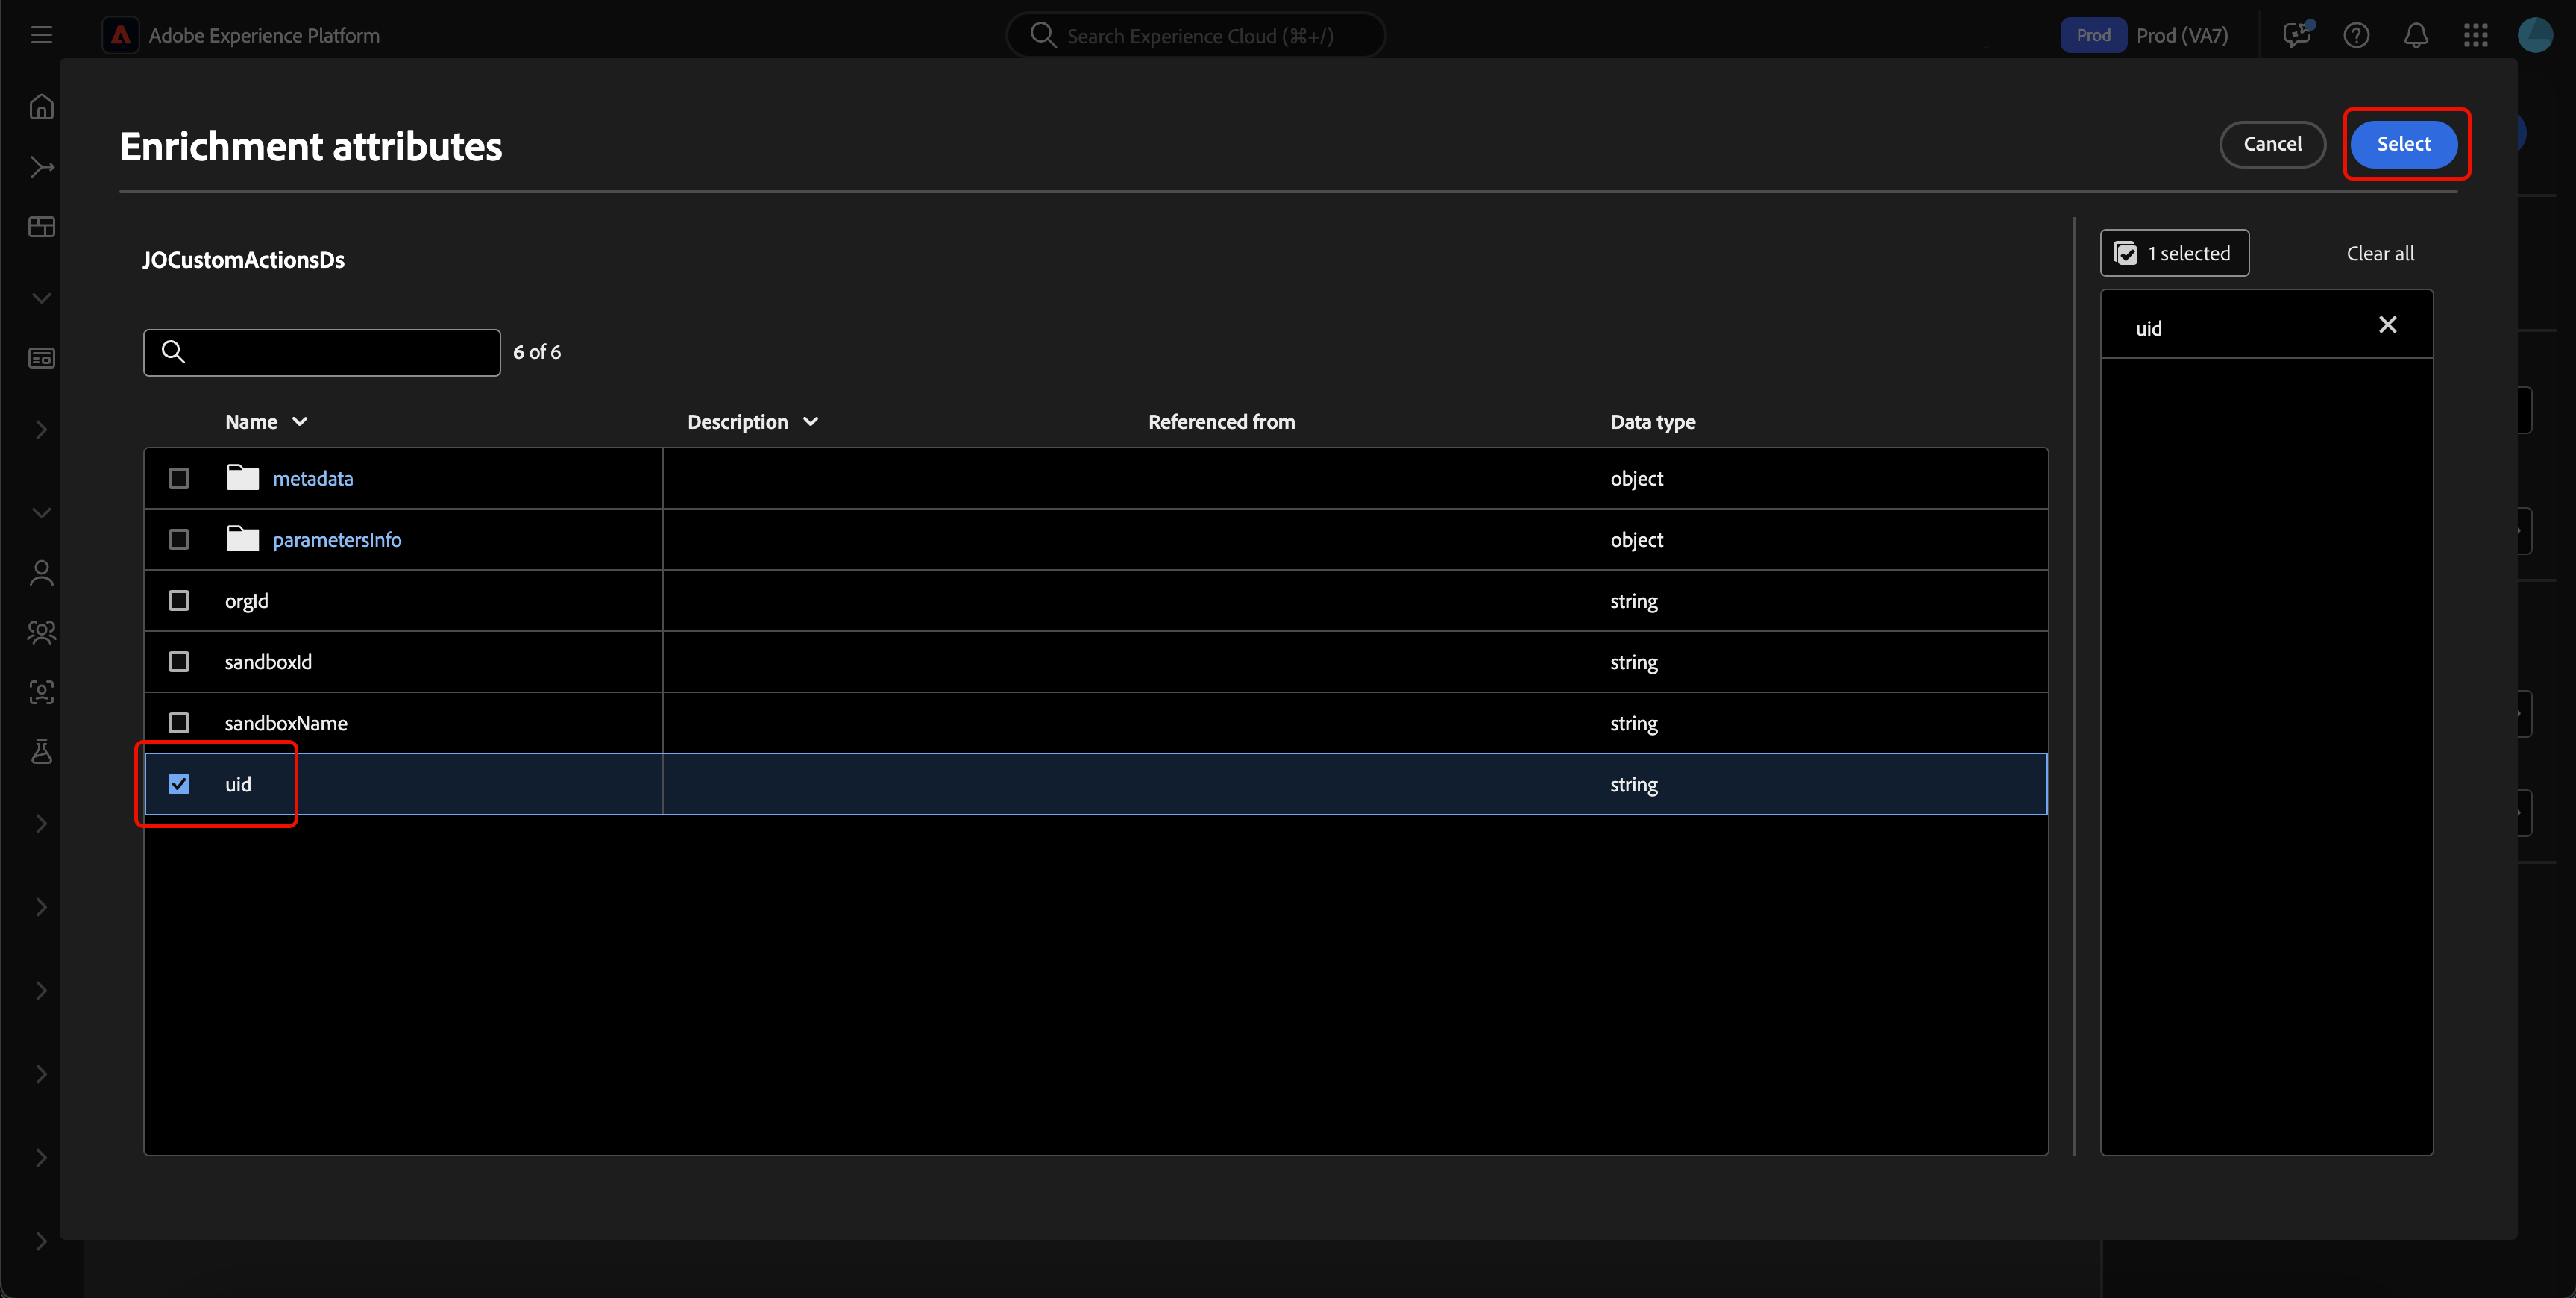 Adobe Experience Platform
Search Experience Cloud (⌘+/)
Prod
Prod (VA7)
Enrichment attributes
Cancel
Select
JOCustomActionsDs
1 selected
Clear all
6 of 6
uid
Name
Description
Referenced from
Data type
metadata
object
parametersInfo
object
orgId
string
sandboxId
string
sandboxName
string
uid
string